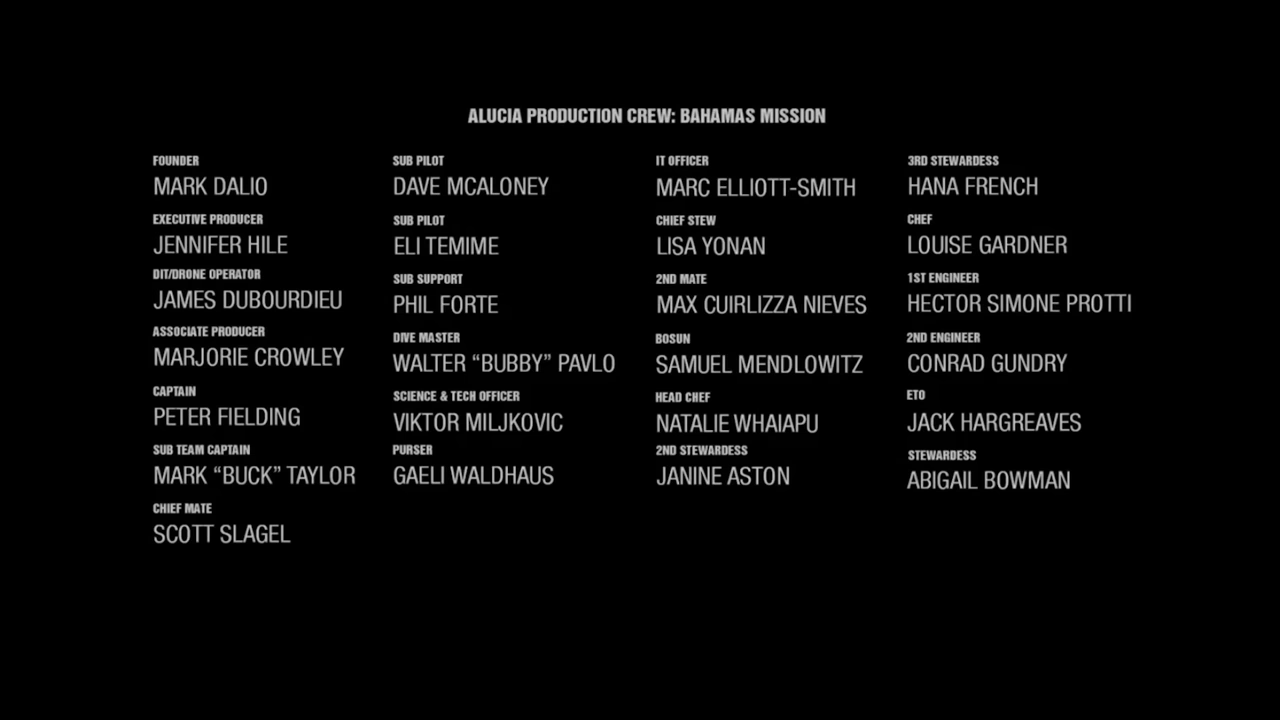 ALUCIA PRODUCTION CREW: BAHAMAS MISSION
FOUNDER
MARK DALIO
EXECUTIVE PRODUCER
JENNIFER HILE
DIT/DRONE OPERATOR
JAMES DUBOURDIEU
ASSOCIATE PRODUCER
MARJORIE CROWLEY
CAPTAIN
PETER FIELDING
SUB TEAM CAPTAIN
MARK “BUCK” TAYLOR
CHIEF MATE
SCOTT SLAGEL
SUB PILOT
DAVE MCALONEY
SUB PILOT
ELI TEMIME
SUB SUPPORT
PHIL FORTE
DIVE MASTER
WALTER “BUBBY” PAVLO
SCIENCE & TECH OFFICER
VIKTOR MILJKOVIC
PURSER
GAELI WALDHAUS
IT OFFICER
MARC ELLIOTT-SMITH
CHIEF STEW
LISA YONAN
2ND MATE
MAX CUIRLIZZA NIEVES
BOSUN
SAMUEL MENDLOWITZ
HEAD CHEF
NATALIE WHAIAPU
2ND STEWARDESS
JANINE ASTON
3RD STEWARDESS
HANA FRENCH
CHEF
LOUISE GARDNER
1ST ENGINEER
HECTOR SIMONE PROTTI
2ND ENGINEER
CONRAD GUNDRY
ETO
JACK HARGREAVES
STEWARDESS
ABIGAIL BOWMAN